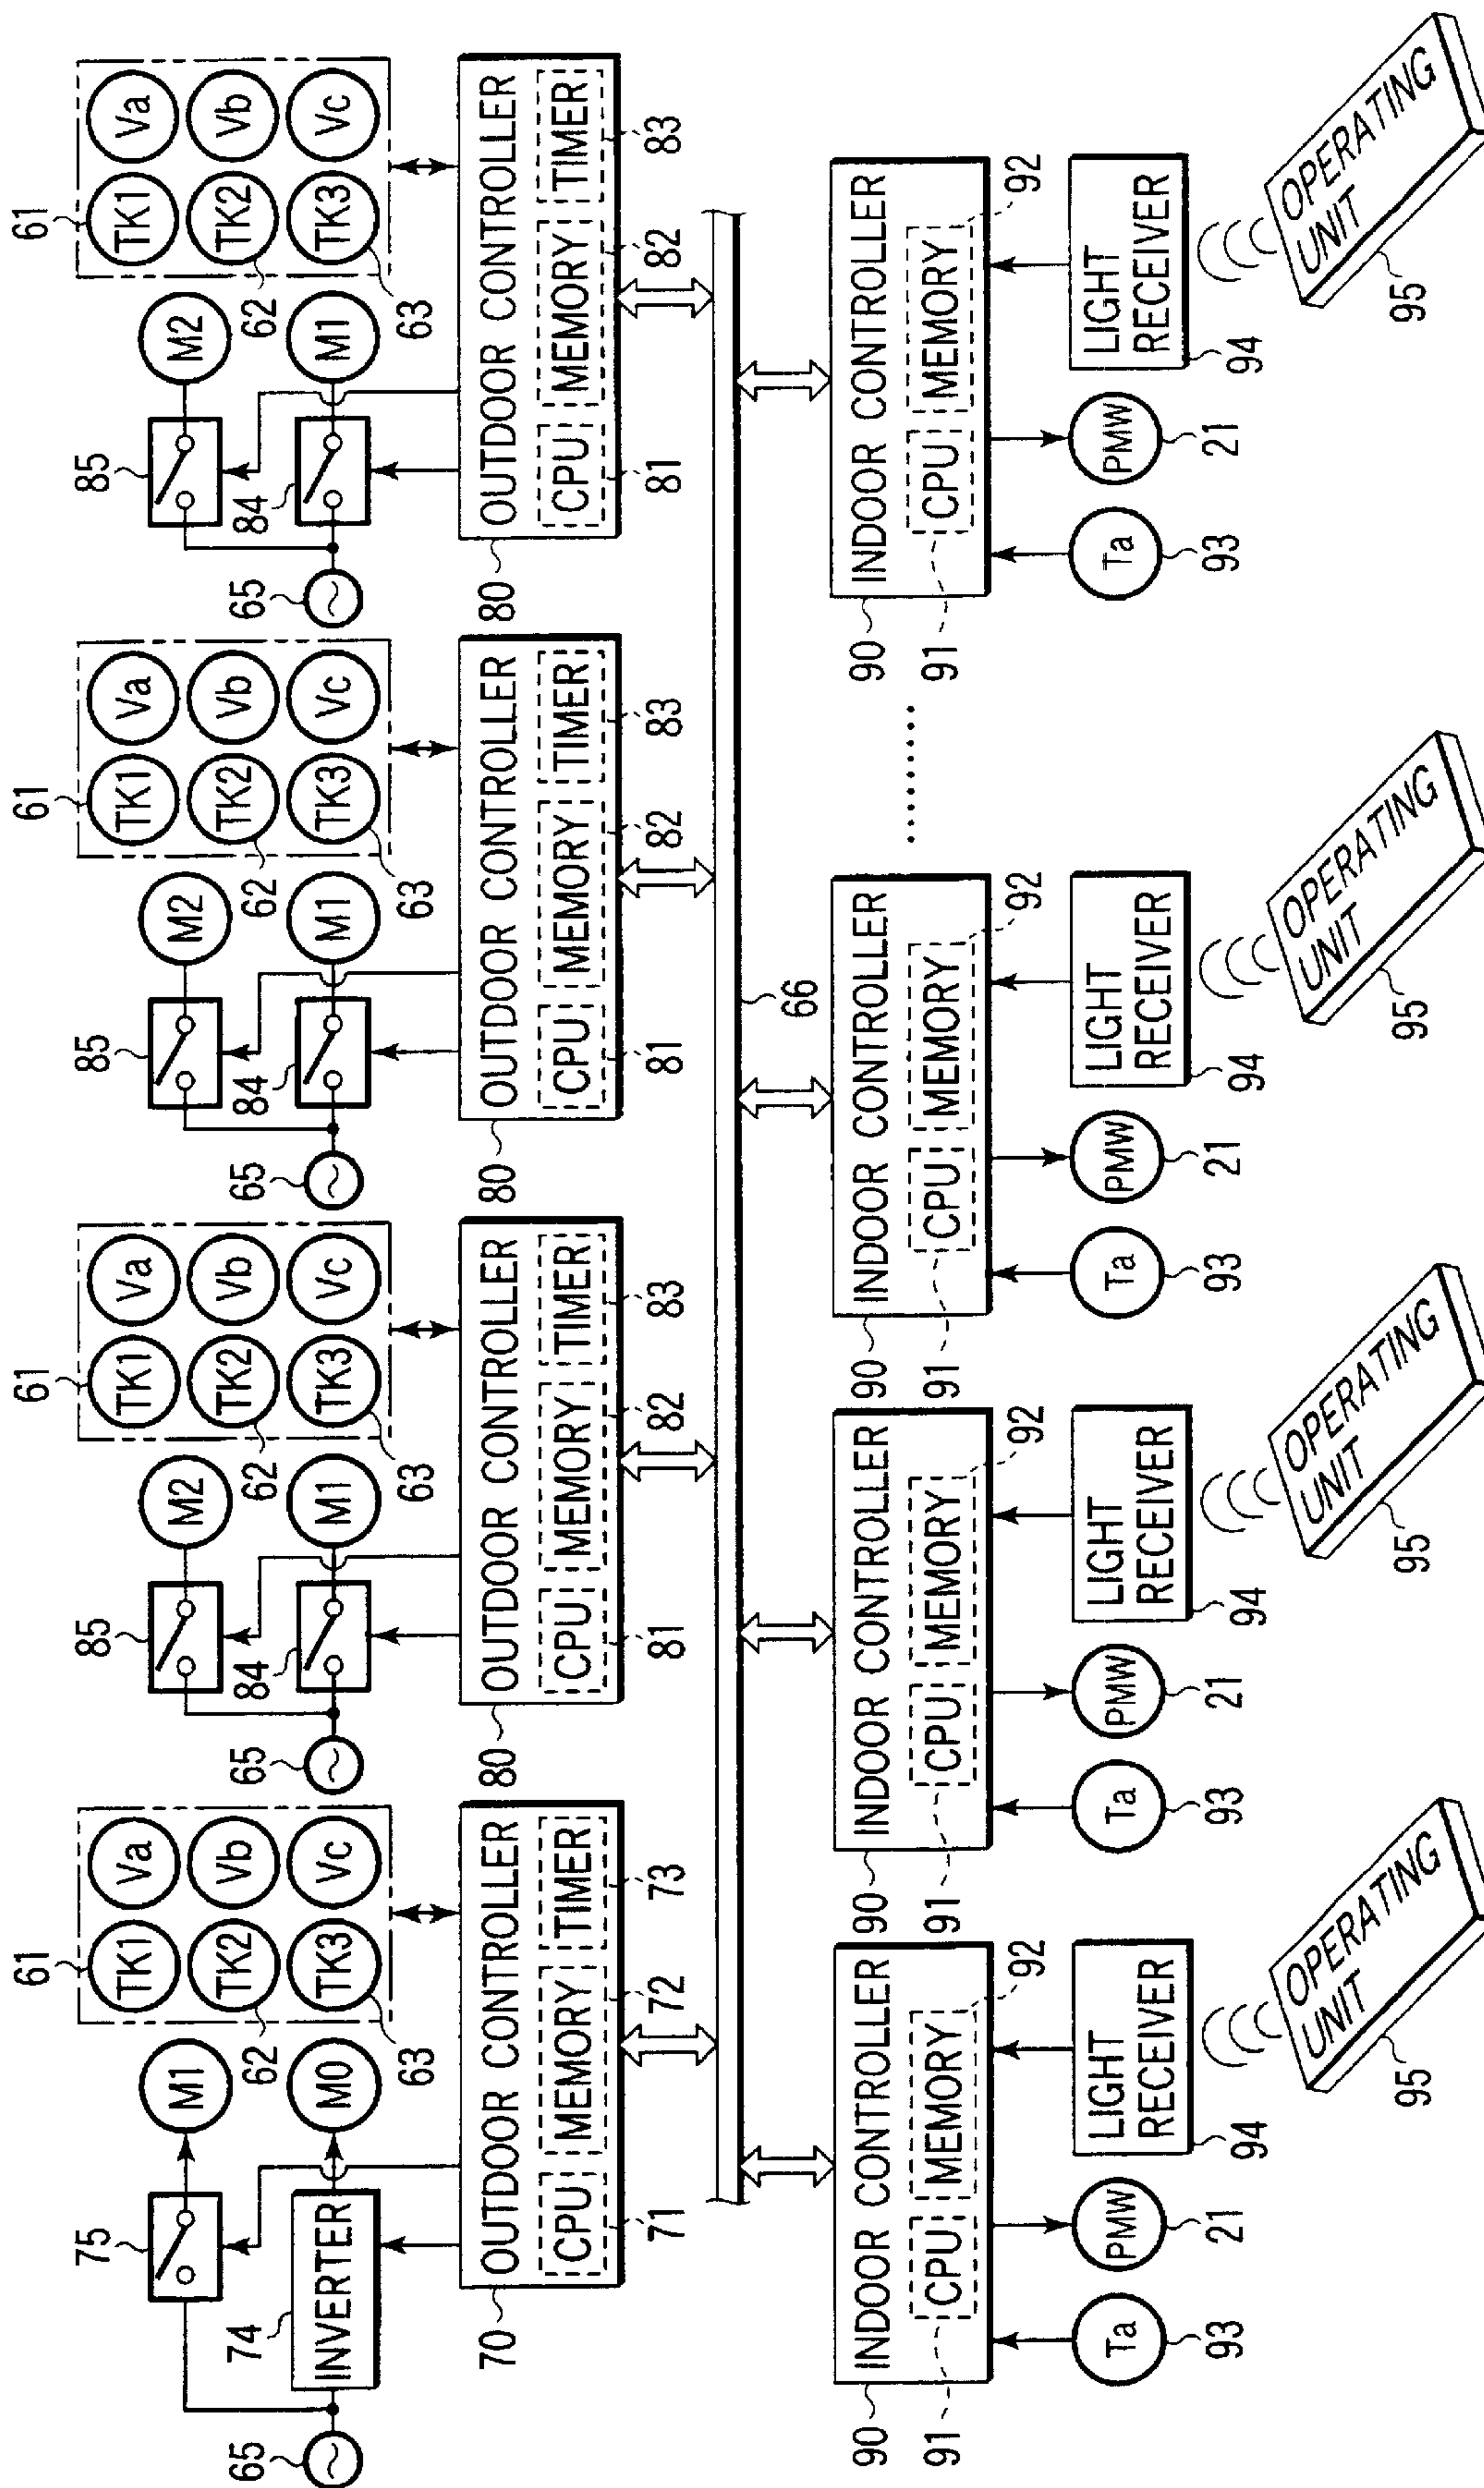 61
TK1
Va
TK2
Vb
TK3
Vc
62
63
75
M1
M0
74
INVERTER
65
70
OUTDOOR CONTROLLER
CPU
MEMORY
TIMER
71
72
73
61
TK1
Va
TK2
Vb
TK3
Vc
62
63
85
M2
M1
84
65
80
OUTDOOR CONTROLLER
CPU
MEMORY
TIMER
81
82
83
61
TK1
Va
TK2
Vb
TK3
Vc
62
63
85
M2
M1
84
65
80
OUTDOOR CONTROLLER
CPU
MEMORY
TIMER
81
82
83
61
TK1
Va
TK2
Vb
TK3
Vc
62
63
85
M2
M1
84
65
80
OUTDOOR CONTROLLER
CPU
MEMORY
TIMER
81
82
83
66
INDOOR CONTROLLER
CPU
MEMORY
92
90
91
Ta
93
PMW
21
LIGHT
RECEIVER
94
OPERATING
UNIT
95
INDOOR CONTROLLER
CPU
MEMORY
92
90
91
Ta
93
PMW
21
LIGHT
RECEIVER
94
OPERATING
UNIT
95
INDOOR CONTROLLER
CPU
MEMORY
92
90
91
Ta
93
PMW
21
LIGHT
RECEIVER
94
OPERATING
UNIT
95
.........
INDOOR CONTROLLER
CPU
MEMORY
92
90
91
Ta
93
PMW
21
LIGHT
RECEIVER
94
OPERATING
UNIT
95